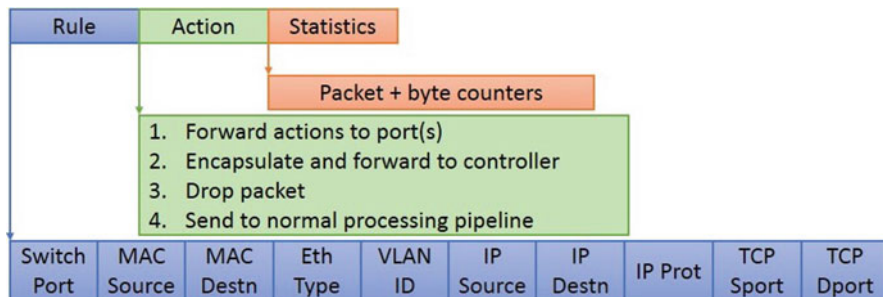 Rule Action Statistics
Packet + byte counters
1. Forward actions to port(s)
2. Encapsulate and forward to controller
3. Drop packet
4. Send to normal processing pipeline
Switch MAC MAC Eth VLAN IP IP IP Prot TCP TCP
Port Source Destn Type ID Source Destn Sport Dport